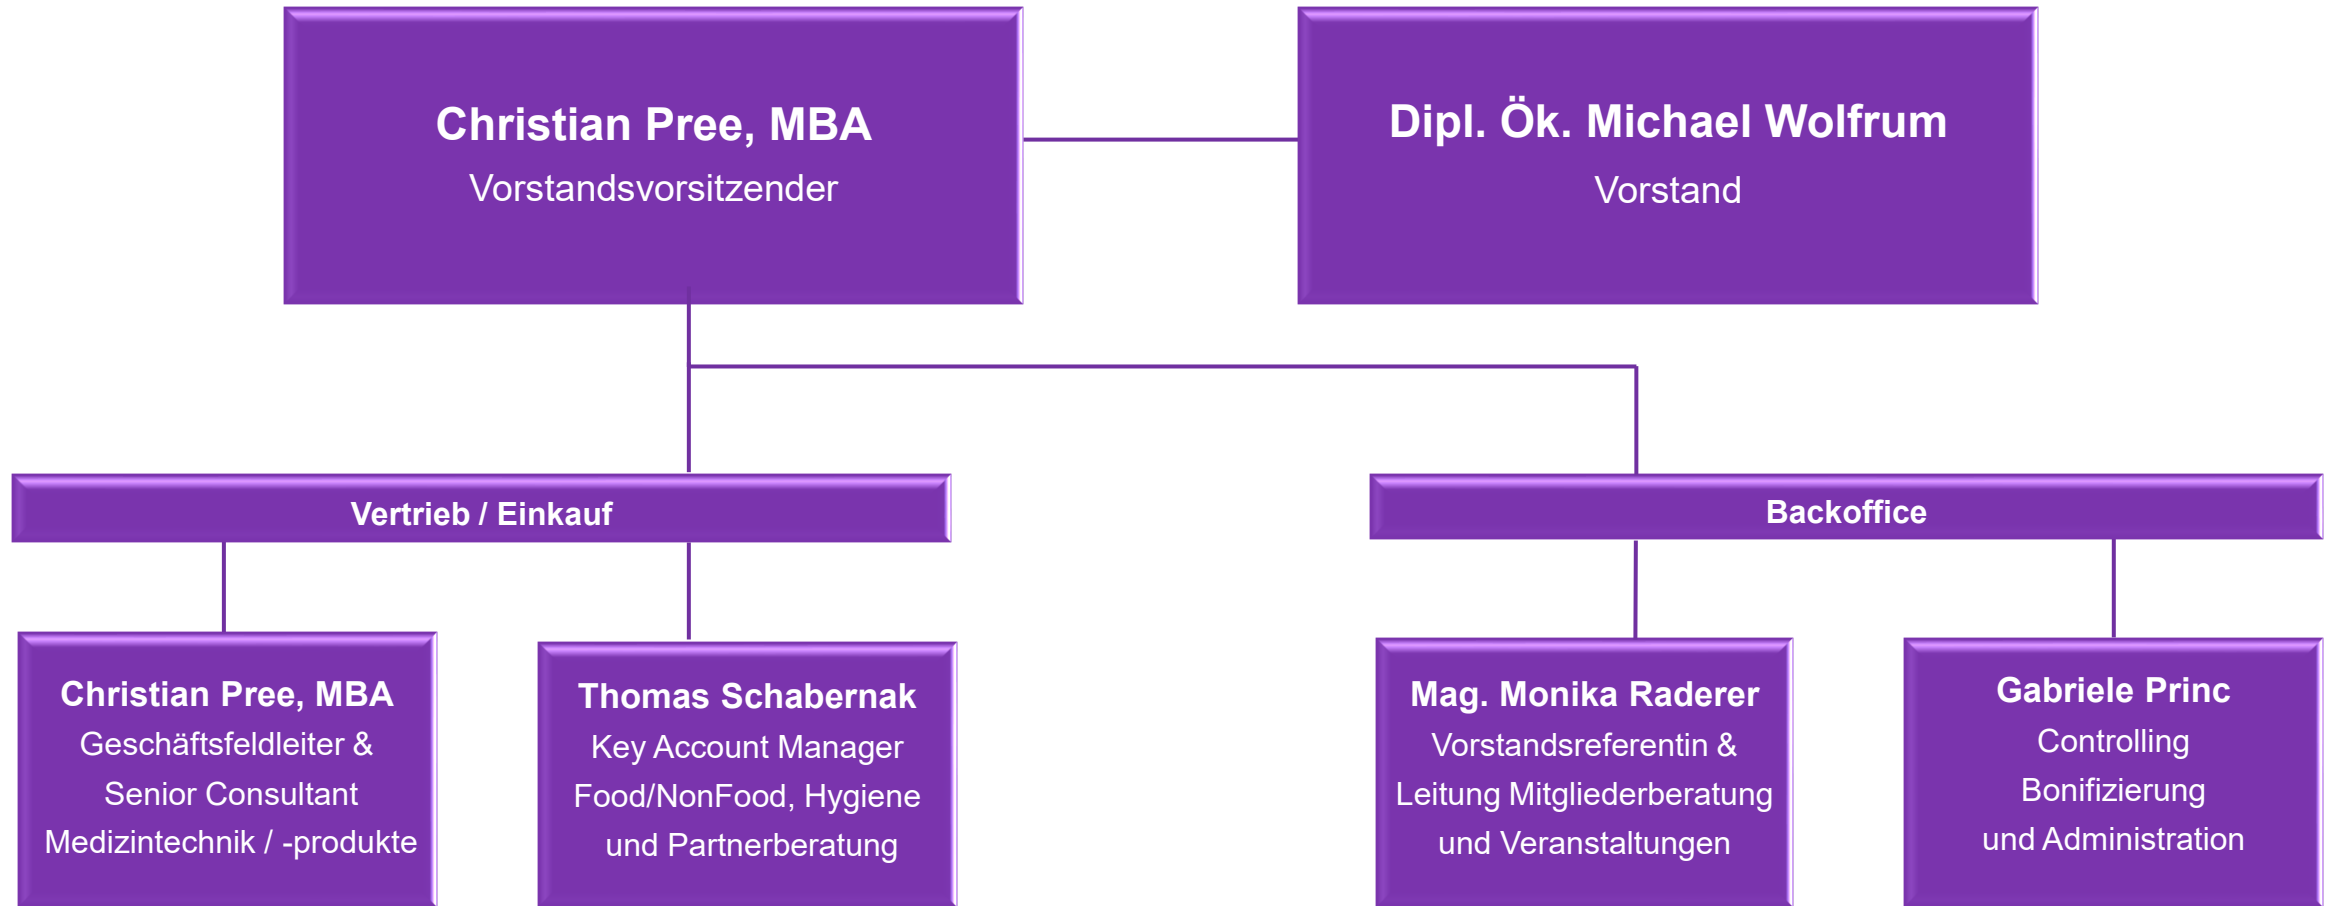 Christian Pree, MBA
Vorstandsvorsitzender
Dipl. Ök. Michael Wolfrum
Vorstand
Vertrieb / Einkauf
Backoffice
Christian Pree, MBA
Geschäftsfeldleiter &
Senior Consultant
Medizintechnik / -produkte
Thomas Schabernak
Key Account Manager
Food/NonFood, Hygiene
und Partnerberatung
Mag. Monika Raderer
Vorstandsreferentin &
Leitung Mitgliederberatung
und Veranstaltungen
Gabriele Princ
Controlling
Bonifizierung
und Administration